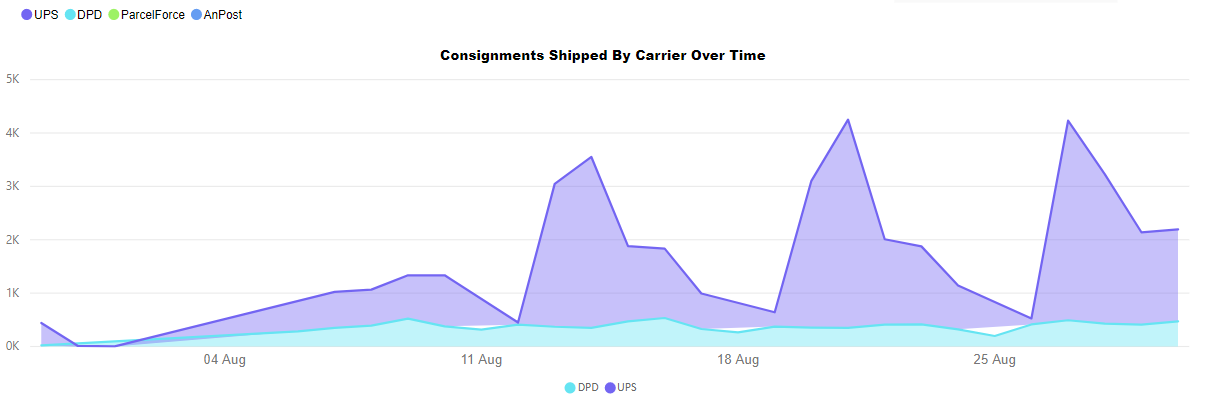 UPS DPD ParcelForce AnPost
Consignments Shipped By Carrier Over Time
5K
4K
3K
2K
1K
0K
04 Aug 11 Aug 18 Aug 25 Aug
DPD UPS